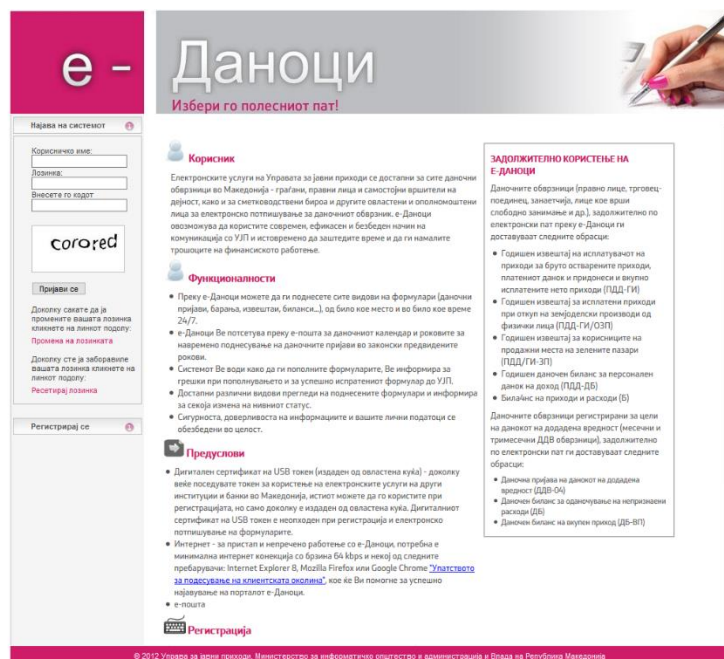 е - Даноци
Избери го полесниот пат!
Најава на системот
Корисничко име:
Лозинка:
Внесете го кодот
corored
Пријави се
Доколку сакате да ја
промените вашата лозинка
кликнете на линкот подолу:
Промена на лозинката
Доколку сте ја заборавиле
вашата лозинка кликнете на
линкот подолу:
Ресетирај лозинка
Регистрирај се
Корисник
Електронските услуги на Управата за јавни приходи се достапни за сите даночни
обврзници во Македонија - граѓани, правни лица и самостојни вршители на
дејност, како и за сметководствени бироа и другите овластени и ополномоштени
лица за електронско потпишување за даночниот обврзник. е-Даноци
овозможува да користите современ, ефикасен и безбеден начин на
комуникација со УЈП и истовремено да заштедите време и да ги намалите
трошоците на финансиското работење.
Функционалности
• Преку е-Даноци можете да ги поднесете сите видови на формулари (даночни
пријави, барања, извештаи, биланси...), од било кое место и во било кое време
24/7.
• е-Даноци Ве потсетува преку е-пошта за даночниот календар и роковите за
навремено поднесување на даночните пријави во законски предвидените
рокови.
• Системот Ве води како да ги пополните формуларите, Ве информира за
грешки при пополнувањето и за успешно испратениот формулар до УЈП.
• Достапни различни видови прегледи на поднесените формулари и информира
за секоја измена на нивниот статус.
• Сигурноста, доверливоста на информациите и вашите лични податоци се
обезбедени во целост.
Предуслови
• Дигитален сертификат на USB токен (издаден од овластена куќа) - доколку
веќе поседувате токен за користење на електронските услуги на други
институции и банки во Македонија, истиот можете да го користите при
регистрацијата, но само доколку е издаден од овластена куќа. Дигиталниот
сертификат на USB токен е неопходен при регистрација и електронско
потпишување на формуларите.
• Интернет - за пристап и непречено работење со е-Даноци, потребна е
минимална интернет конекција со брзина 64 kbps и некој од следните
пребарувачи: Internet Explorer 8, Mozilla Firefox или Google Chrome "Упатството
за подесување на клиентската околина", кое ќе Ви помогне за успешно
најавување на порталот е-Даноци.
• е-пошта
Регистрација
ЗАДОЛЖИТЕЛНО КОРИСТЕЊЕ НА
Е-ДАНОЦИ
Даночните обврзници (правно лице, трговец-
поединец, занаетчија, лице кое врши
слободно занимање и др.), задолжително по
електронски пат преку е-Даноци ги
доставуваат следните обрасци:
• Годишен извештај на исплатувачот на
приходи за бруто остварените приходи,
платениот данок и придонеси и вкупно
исплатените нето приходи (ПДД-ГИ)
• Годишен извештај за исплатени приходи
при откуп на земјоделски производи од
физички лица (ПДД-ГИ/ОЗП)
• Годишен извештај за корисниците на
продажни места на зелените пазари
(ПДД/ГИ-ЗП)
• Годишен даночен биланс за персонален
данок на доход (ПДД-ДБ)
• Биланс на приходи и расходи (Б)
Даночните обврзници регистрирани за цели
на данокот на додадена вредност (месечни и
тримесечни ДДВ обврзници), задолжително
по електронски пат ги доставуваат следните
обрасци:
• Даночна пријава на данокот на додадена
вредност (ДДВ-04)
• Даночен биланс за оданочување на непризнаени
расходи (ДБ)
• Даночен биланс на вкупен приход (ДБ-ВП)
© 2012 Управа за јавни приходи, Министерство за информатичко општество и администрација и Влада на Република Македонија